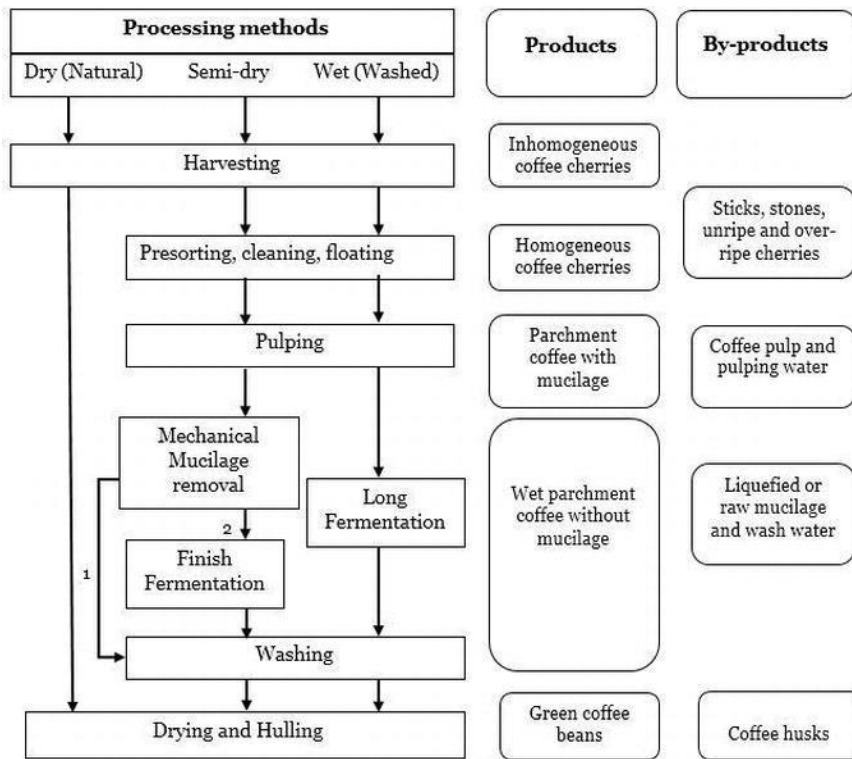 Processing methods
Dry (Natural) Semi-dry Wet (Washed)
Harvesting
Presorting, cleaning, floating
Pulping
Mechanical
Mucilage
removal
Long
Fermentation
2
1
Finish
Fermentation
Washing
Drying and Hulling
Products
Inhomogeneous
coffee cherries
Homogeneous
coffee cherries
Parchment
coffee with
mucilage
Wet parchment
coffee without
mucilage
Green coffee
beans
By-products
Sticks, stones,
unripe and over-
ripe cherries
Coffee pulp and
pulping water
Liquefied or
raw mucilage
and wash water
Coffee husks